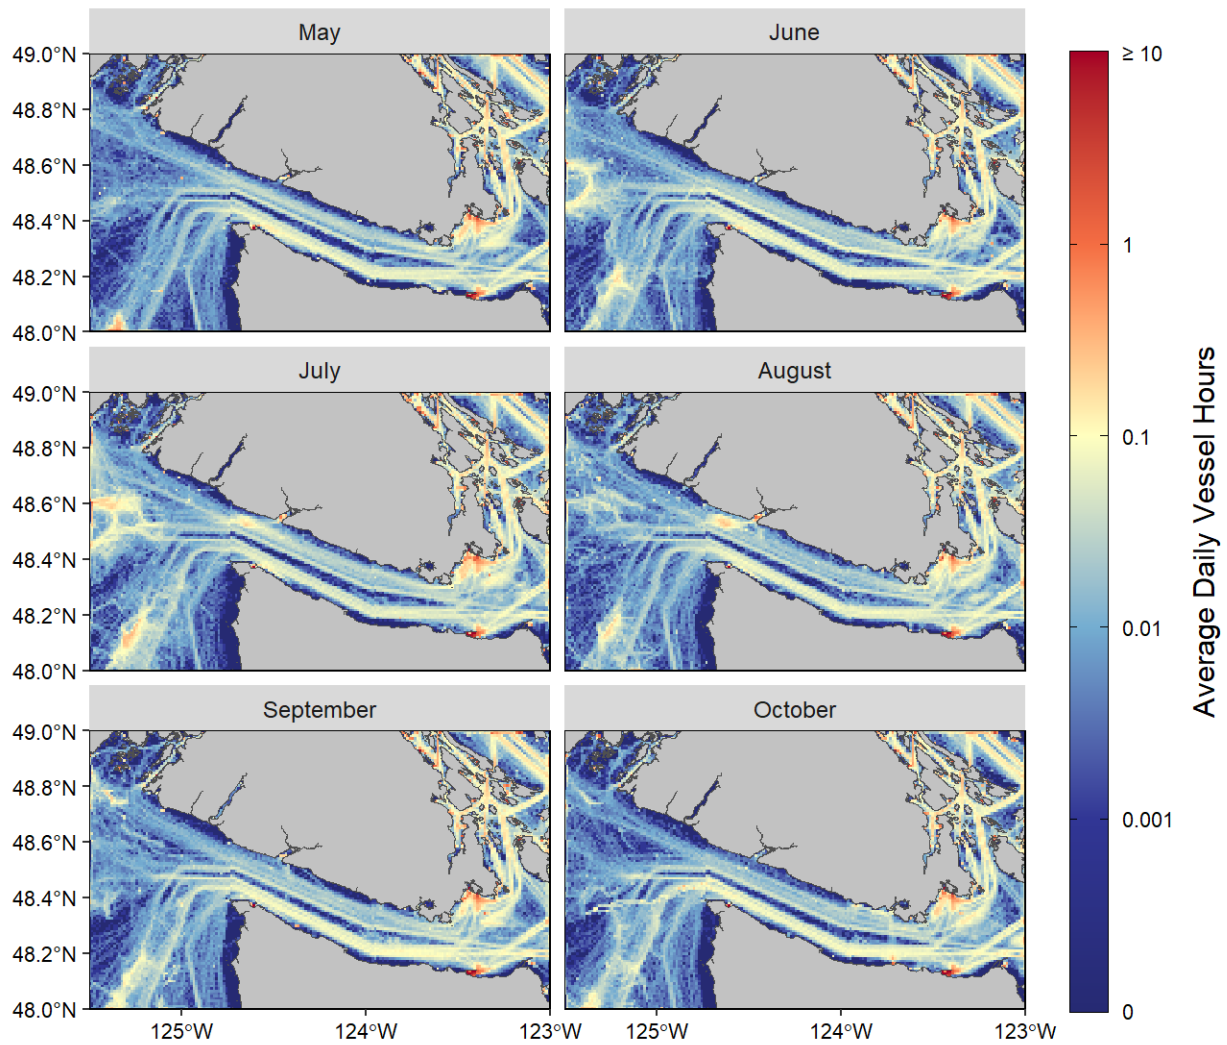 May
June
49.0°N
48.8°N
48.6°N
48.4°N
48.2°N
48.0°N
July
August
49.0°N
48.8°N
48.6°N
48.4°N
48.2°N
48.0°N
September
October
49.0°N
48.8°N
48.6°N
48.4°N
48.2°N
48.0°N
125°W
124°W
123°W
125°W
124°W
123°W
≥ 10
1
0.1
0.01
0.001
0
Average Daily Vessel Hours